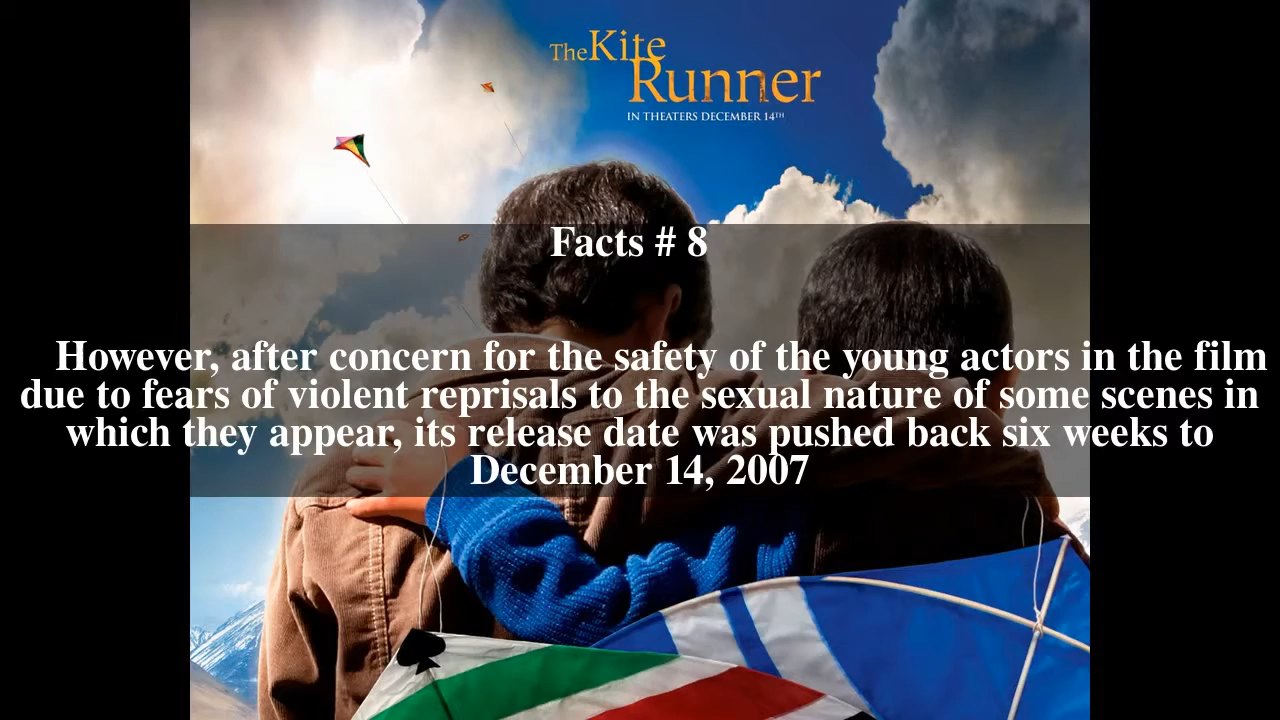 The Kite
Runner
IN THEATERS DECEMBER 14TH
Facts # 8
However, after concern for the safety of the young actors in the film
due to fears of violent reprisals to the sexual nature of some scenes in
which they appear, its release date was pushed back six weeks to
December 14, 2007